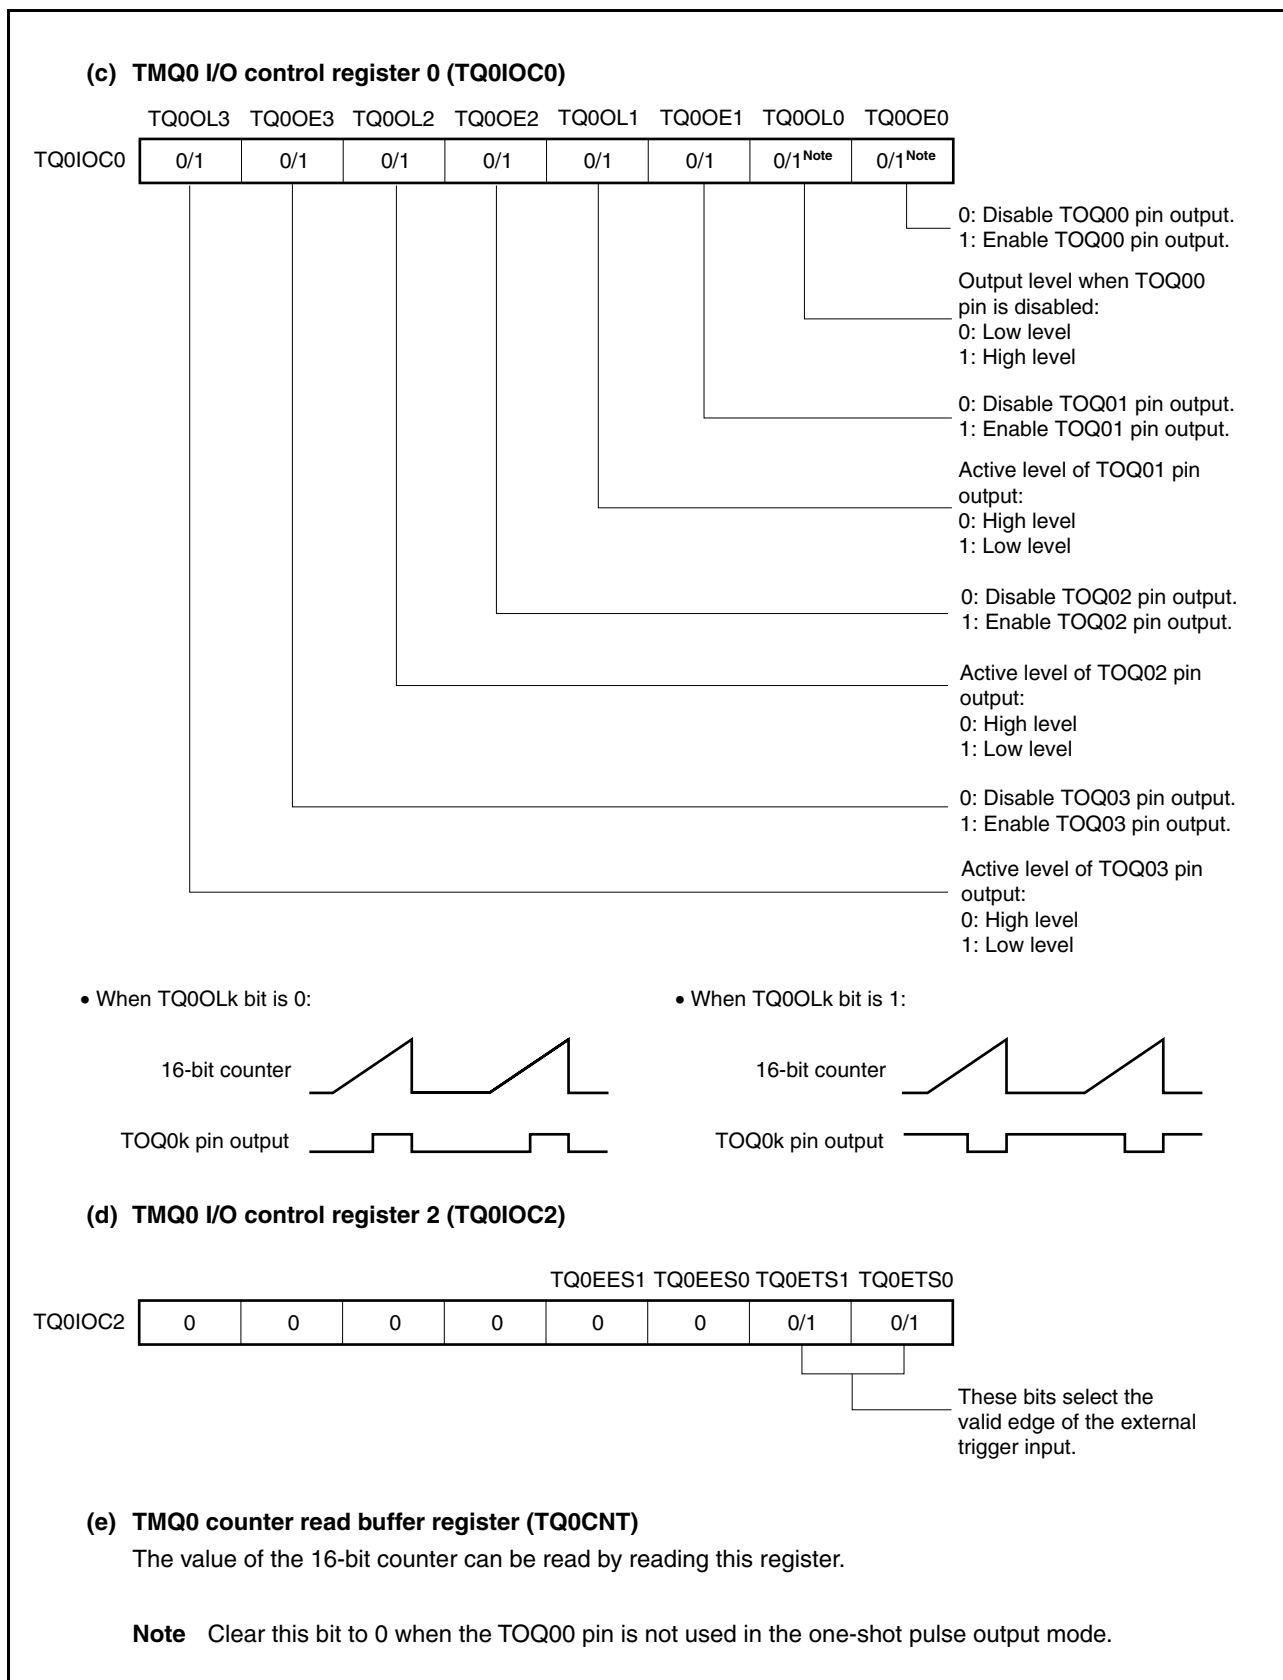 (c) TMQ0 I/O control register 0 (TQ0IOC0)
TQ0OL3 TQ0OE3 TQ0OL2 TQ0OE2 TQ0OL1 TQ0OE1 TQ0OL0 TQ0OE0
TQ0IOC0 0/1 0/1 0/1 0/1 0/1 0/1 0/1Note 0/1Note
0: Disable TOQ00 pin output.
1: Enable TOQ00 pin output.
Output level when TOQ00
pin is disabled:
0: Low level
1: High level
0: Disable TOQ01 pin output.
1: Enable TOQ01 pin output.
Active level of TOQ01 pin
output:
0: High level
1: Low level
0: Disable TOQ02 pin output.
1: Enable TOQ02 pin output.
Active level of TOQ02 pin
output:
0: High level
1: Low level
0: Disable TOQ03 pin output.
1: Enable TOQ03 pin output.
Active level of TOQ03 pin
output:
0: High level
1: Low level
• When TQ0OLk bit is 0:
16-bit counter
TOQ0k pin output
• When TQ0OLk bit is 1:
16-bit counter
TOQ0k pin output
(d) TMQ0 I/O control register 2 (TQ0IOC2)
TQ0EES1 TQ0EES0 TQ0ETS1 TQ0ETS0
TQ0IOC2 0 0 0 0 0 0 0/1 0/1
These bits select the
valid edge of the external
trigger input.
(e) TMQ0 counter read buffer register (TQ0CNT)
The value of the 16-bit counter can be read by reading this register.
Note Clear this bit to 0 when the TOQ00 pin is not used in the one-shot pulse output mode.